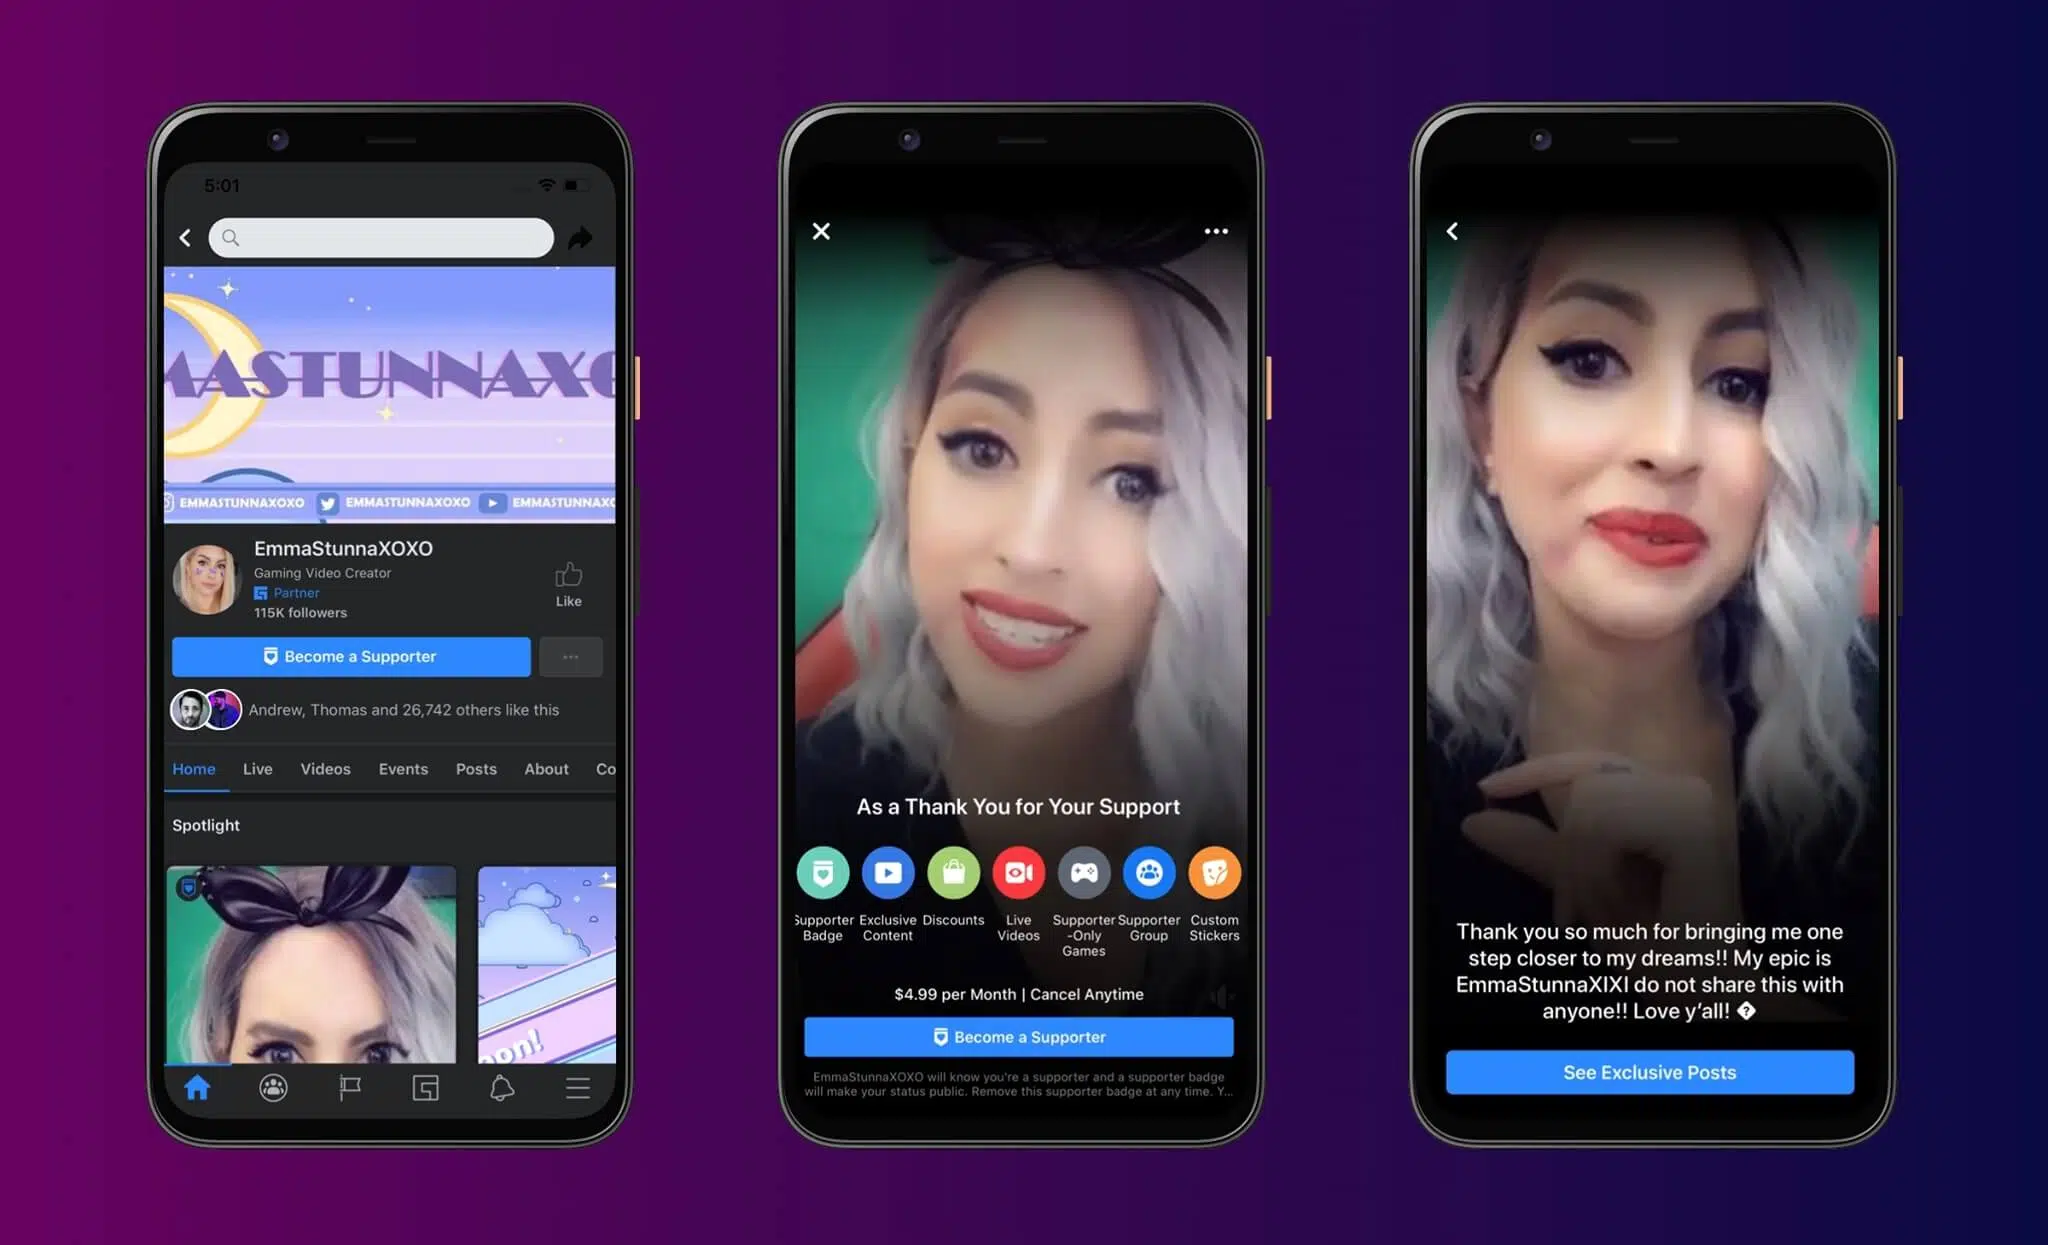 5:01
MASTUNNAXO
EMMASTUNNAXOXO EMMASTUNNAXOXO EMMASTUNNAXO
EmmaStunnaXOXO
Gaming Video Creator
Partner
115K followers
Like
Become a Supporter
Andrew, Thomas and 26,742 others like this
Home Live Videos Events Posts About Co
Spotlight
oon!
As a Thank You for Your Support
Supporter Badge
Exclusive Content
Discounts
Live Videos
Supporter-Only Games
Supporter Group
Custom Stickers
$4.99 per Month | Cancel Anytime
Become a Supporter
EmmaStunnaXOXO will know you're a supporter and a supporter badge
will make your status public. Remove this supporter badge at any time. Y...
Thank you so much for bringing me one
step closer to my dreams!! My epic is
EmmaStunnaXIXI do not share this with
anyone!! Love y'all!
See Exclusive Posts